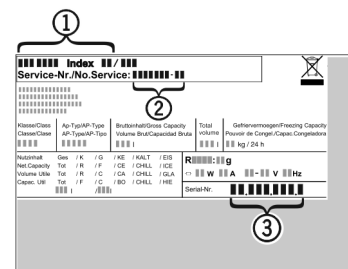 1
Index /
Service-Nr./No.Service: -
2
Klasse/Class Ap-Typ/AP-Type Bruttoinhalt/Gross Capacity Total Gefriervermoegen/Freezing Capacity
Classe/Clase AP-Type/AP-Tipo Volume Brut/Capacidad Bruta volume Pouvoir de Congel./Capac.Congeladora
l l kg / 24 h
Nutzinhalt Ges / K / G / KE / KALT / EIS
Net.Capacity Tot / R / F / CE / CHILL / ICE
Volume Utile Tot / R / C / CA / CHILL / GLA
Capac. Util Tot / F / C / BO / CHILL / HIE
l / l
R : g
W A - V Hz
Serial-Nr. . . .
3